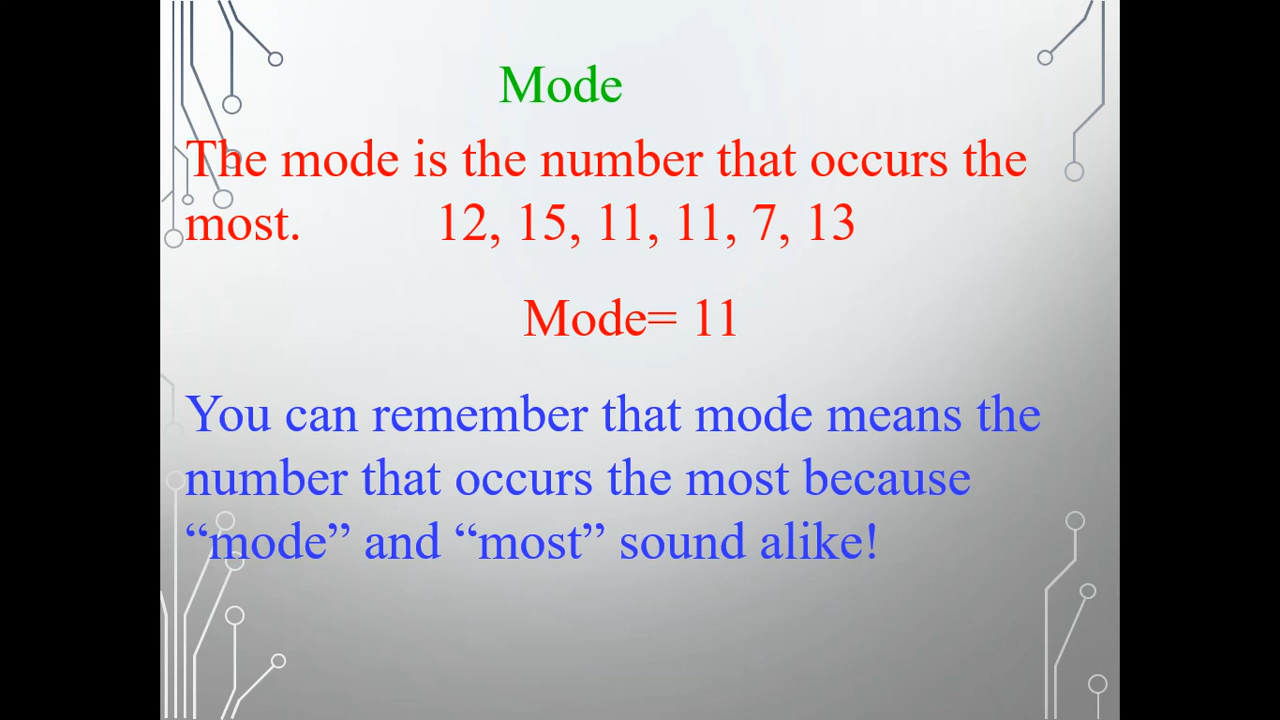 Mode
The mode is the number that occurs the
most. 12, 15, 11, 11, 7, 13
Mode= 11
You can remember that mode means the
number that occurs the most because
“mode” and “most” sound alike!